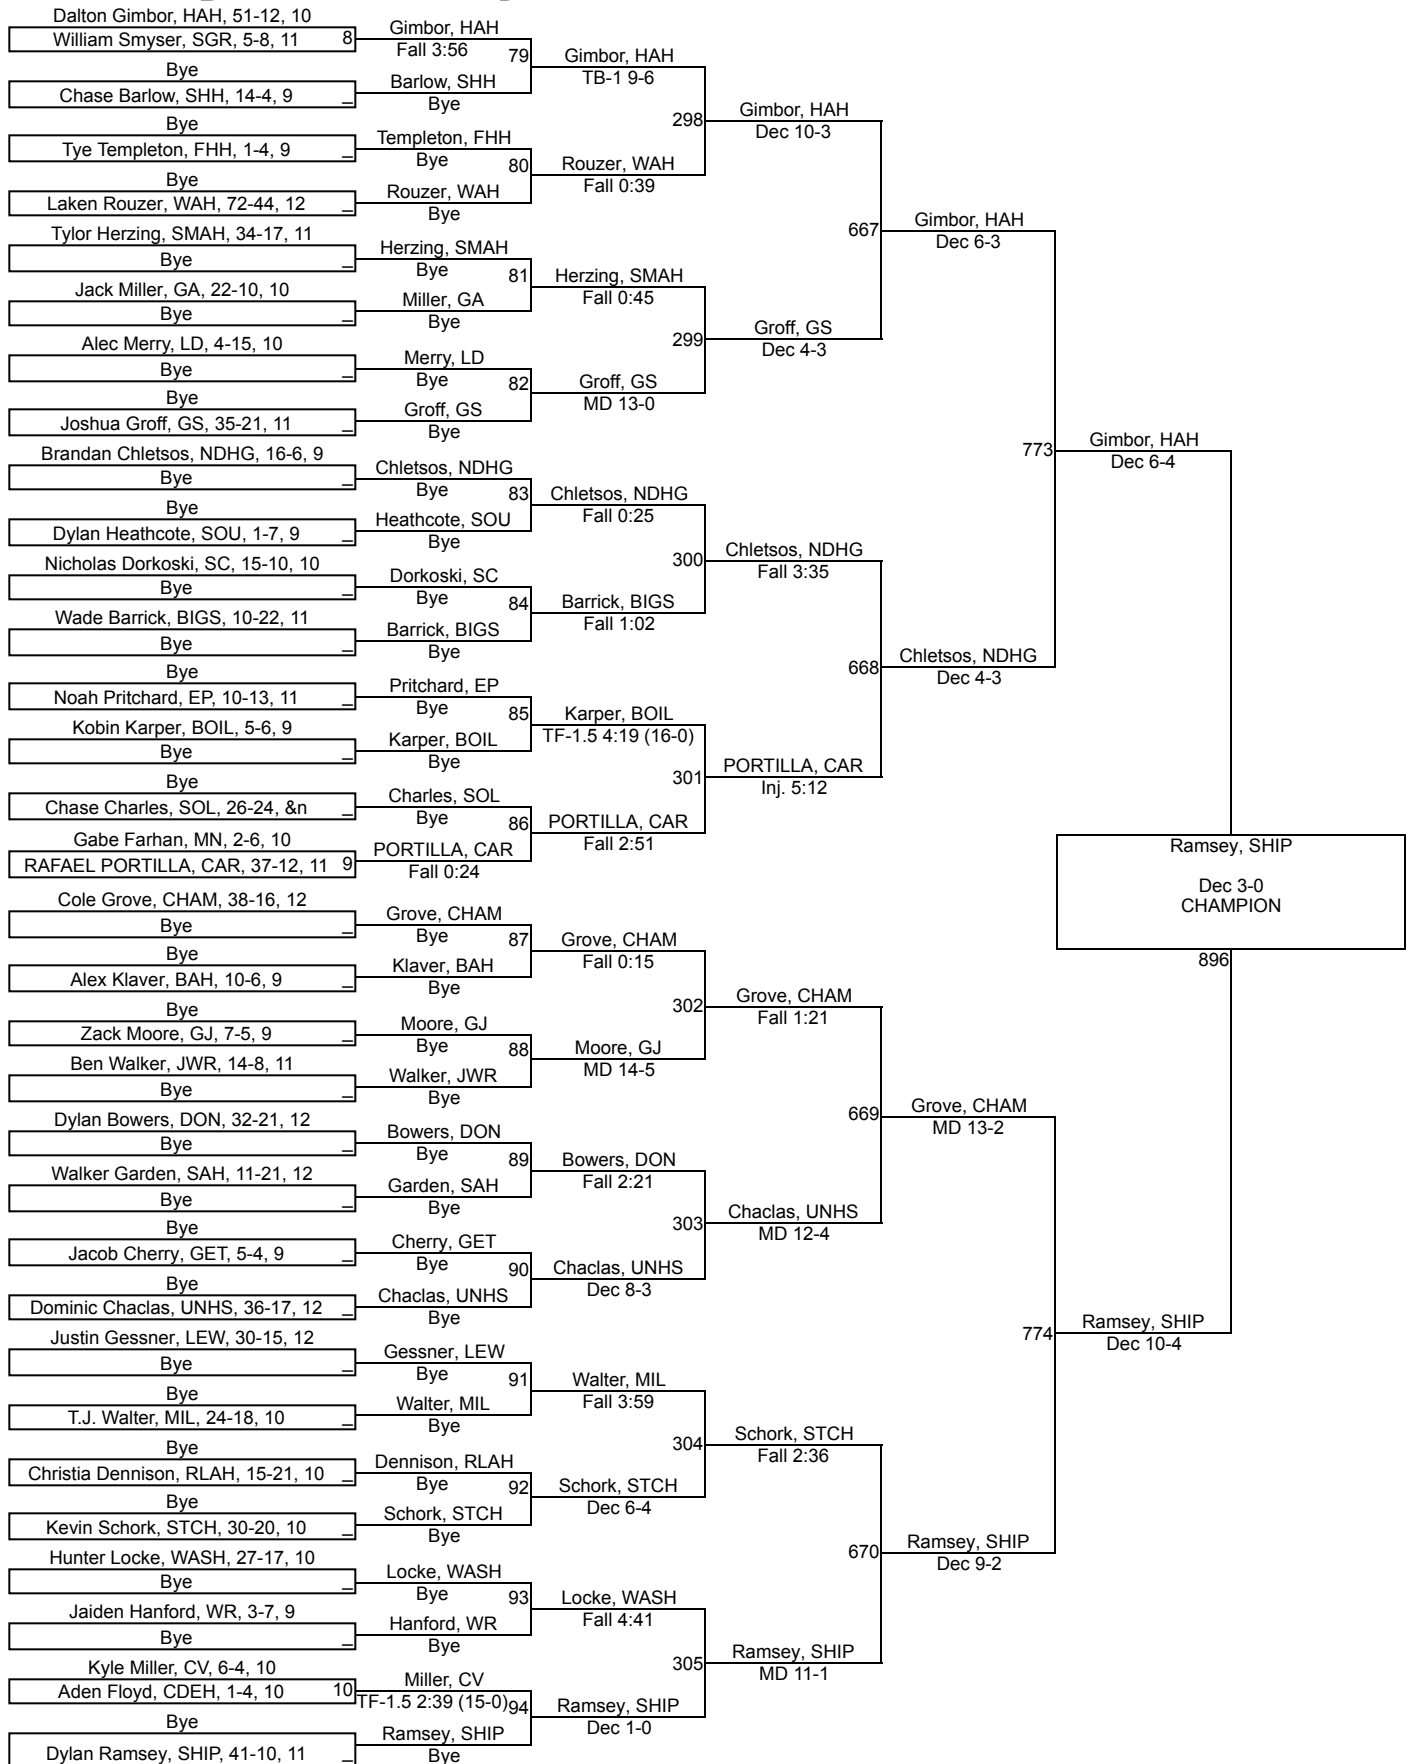 Dalton Gimbor, HAH, 51-12, 10
William Smyser, SGR, 5-8, 11 8
Bye
Chase Barlow, SHH, 14-4, 9 _
Bye
Tye Templeton, FHH, 1-4, 9 _
Bye
Laken Rouzer, WAH, 72-44, 12 _
Tylor Herzing, SMAH, 34-17, 11
Bye _
Jack Miller, GA, 22-10, 10
Bye _
Alec Merry, LD, 4-15, 10
Bye _
Bye
Joshua Groff, GS, 35-21, 11 _
Brandan Chletsos, NDHG, 16-6, 9
Bye _
Bye
Dylan Heathcote, SOU, 1-7, 9 _
Nicholas Dorkoski, SC, 15-10, 10
Bye _
Wade Barrick, BIGS, 10-22, 11
Bye _
Bye
Noah Pritchard, EP, 10-13, 11 _
Kobin Karper, BOIL, 5-6, 9
Bye _
Bye
Chase Charles, SOL, 26-24, &n _
Gabe Farhan, MN, 2-6, 10
RAFAEL PORTILLA, CAR, 37-12, 11 9
Cole Grove, CHAM, 38-16, 12
Bye _
Bye
Alex Klaver, BAH, 10-6, 9 _
Bye
Zack Moore, GJ, 7-5, 9 _
Ben Walker, JWR, 14-8, 11
Bye _
Dylan Bowers, DON, 32-21, 12
Bye _
Walker Garden, SAH, 11-21, 12
Bye _
Bye
Jacob Cherry, GET, 5-4, 9 _
Bye
Dominic Chaclas, UNHS, 36-17, 12 _
Justin Gessner, LEW, 30-15, 12
Bye _
Bye
T.J. Walter, MIL, 24-18, 10 _
Bye
Christia Dennison, RLAH, 15-21, 10 _
Bye
Kevin Schork, STCH, 30-20, 10 _
Hunter Locke, WASH, 27-17, 10
Bye _
Jaiden Hanford, WR, 3-7, 9
Bye _
Kyle Miller, CV, 6-4, 10
Aden Floyd, CDEH, 1-4, 10 10
Bye
Dylan Ramsey, SHIP, 41-10, 11 _
Gimbor, HAH
Fall 3:56
79
Barlow, SHH
Bye
Templeton, FHH
Bye
80
Rouzer, WAH
Bye
Herzing, SMAH
Bye
81
Miller, GA
Bye
Merry, LD
Bye
82
Groff, GS
Bye
Chletsos, NDHG
Bye
83
Heathcote, SOU
Bye
Dorkoski, SC
Bye
84
Barrick, BIGS
Bye
Pritchard, EP
Bye
85
Karper, BOIL
Bye
Charles, SOL
Bye
86
PORTILLA, CAR
Fall 0:24
Grove, CHAM
Bye
87
Klaver, BAH
Bye
Moore, GJ
Bye
88
Walker, JWR
Bye
Bowers, DON
Bye
89
Garden, SAH
Bye
Cherry, GET
Bye
90
Chaclas, UNHS
Bye
Gessner, LEW
Bye
91
Walter, MIL
Bye
Dennison, RLAH
Bye
92
Schork, STCH
Bye
Locke, WASH
Bye
93
Hanford, WR
Bye
Miller, CV
TF-1.5 2:39 (15-0)
94
Ramsey, SHIP
Bye
Gimbor, HAH
TB-1 9-6
298
Rouzer, WAH
Fall 0:39
Herzing, SMAH
Fall 0:45
299
Groff, GS
MD 13-0
Chletsos, NDHG
Fall 0:25
300
Barrick, BIGS
Fall 1:02
Karper, BOIL
TF-1.5 4:19 (16-0)
301
PORTILLA, CAR
Fall 2:51
Grove, CHAM
Fall 0:15
302
Moore, GJ
MD 14-5
Bowers, DON
Fall 2:21
303
Chaclas, UNHS
Dec 8-3
Walter, MIL
Fall 3:59
304
Schork, STCH
Dec 6-4
Locke, WASH
Fall 4:41
305
Ramsey, SHIP
Dec 1-0
Gimbor, HAH
Dec 10-3
667
Groff, GS
Dec 4-3
Chletsos, NDHG
Fall 3:35
668
PORTILLA, CAR
Inj. 5:12
Grove, CHAM
Fall 1:21
669
Chaclas, UNHS
MD 12-4
Schork, STCH
Fall 2:36
670
Ramsey, SHIP
MD 11-1
Gimbor, HAH
Dec 6-3
773
Chletsos, NDHG
Dec 4-3
Grove, CHAM
MD 13-2
774
Ramsey, SHIP
Dec 9-2
Gimbor, HAH
Dec 6-4
Ramsey, SHIP
Dec 10-4
Ramsey, SHIP
Dec 3-0
CHAMPION
896